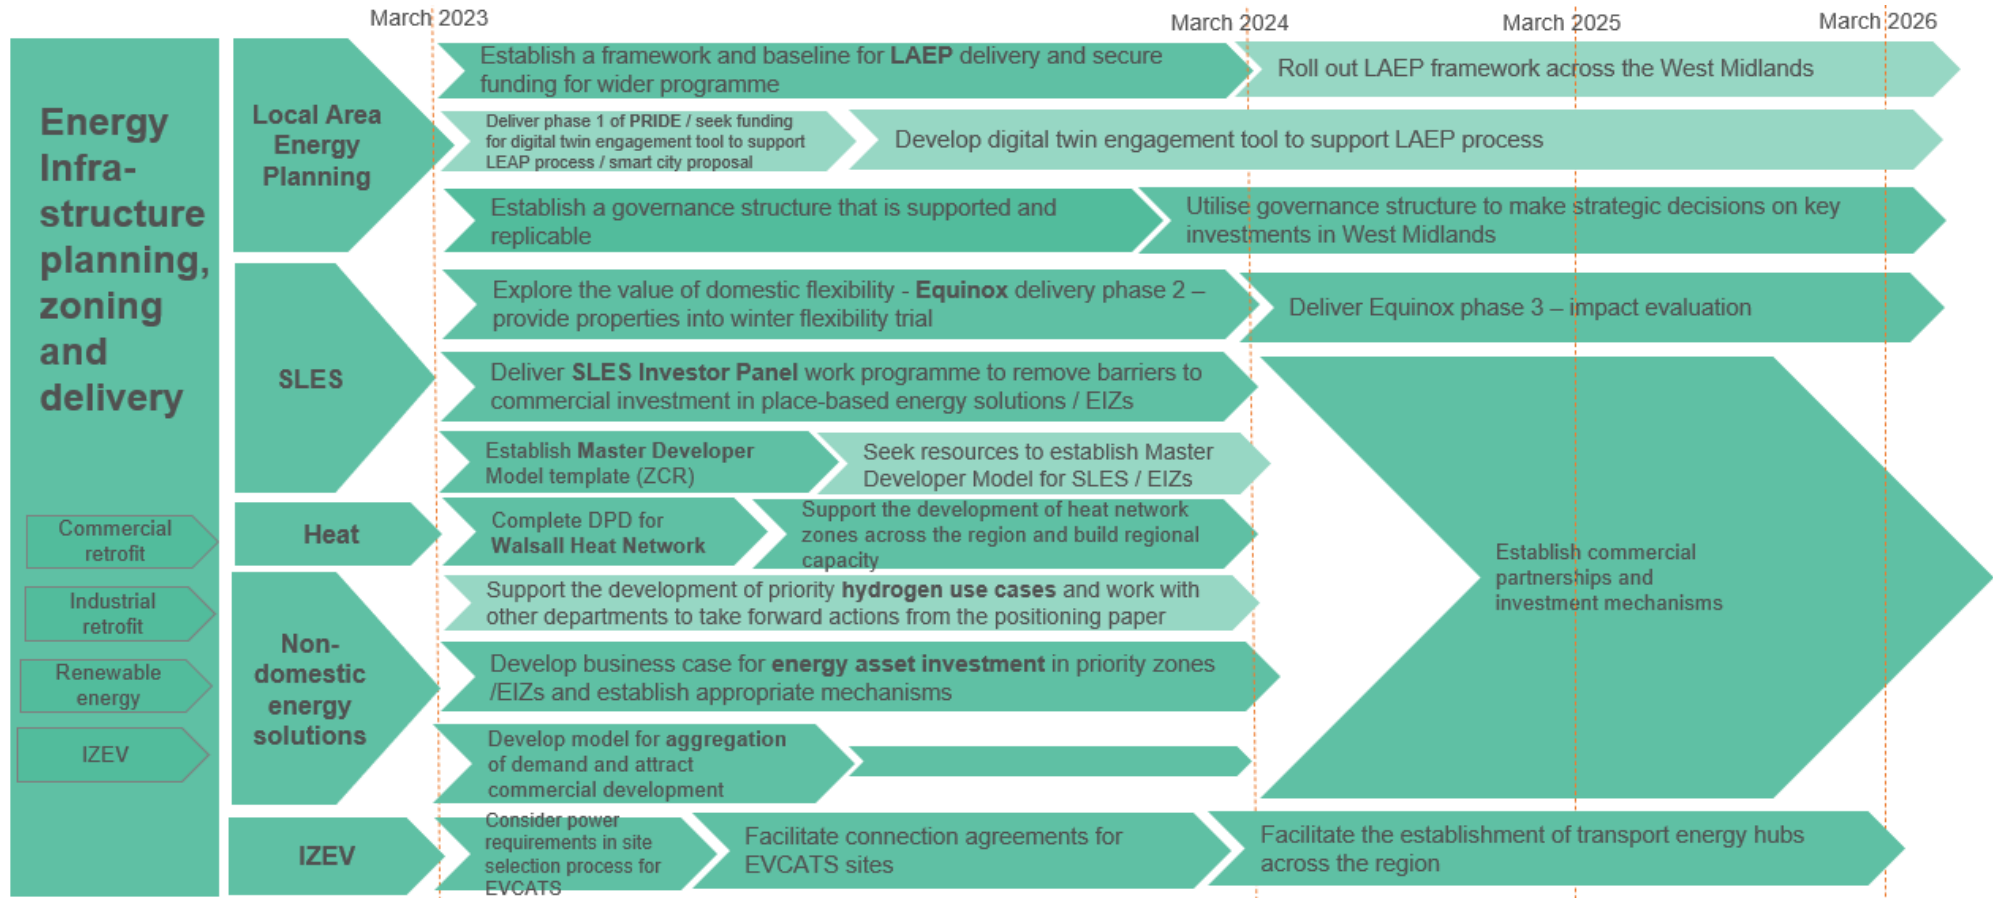 March 2023
March 2024
March 2025
March 2026
Energy
Infra-
structure
planning,
zoning
and
delivery
Commercial
retrofit
Industrial
retrofit
Renewable
energy
IZEV
Local Area
Energy
Planning
Establish a framework and baseline for LAEP delivery and secure
funding for wider programme
Roll out LAEP framework across the West Midlands
Deliver phase 1 of PRIDE / seek funding
for digital twin engagement tool to support
LEAP process / smart city proposal
Develop digital twin engagement tool to support LAEP process
Establish a governance structure that is supported and
replicable
Utilise governance structure to make strategic decisions on key
investments in West Midlands
SLES
Explore the value of domestic flexibility - Equinox delivery phase 2 –
provide properties into winter flexibility trial
Deliver Equinox phase 3 – impact evaluation
Deliver SLES Investor Panel work programme to remove barriers to
commercial investment in place-based energy solutions / EIZs
Establish Master Developer
Model template (ZCR)
Seek resources to establish Master
Developer Model for SLES / EIZs
Heat
Complete DPD for
Walsall Heat Network
Support the development of heat network
zones across the region and build regional
capacity
Non-
domestic
energy
solutions
Support the development of priority hydrogen use cases and work with
other departments to take forward actions from the positioning paper
Develop business case for energy asset investment in priority zones
/EIZs and establish appropriate mechanisms
Develop model for aggregation
of demand and attract
commercial development
Establish commercial
partnerships and
investment mechanisms
IZEV
Consider power
requirements in site
selection process for
EVCATS
Facilitate connection agreements for
EVCATS sites
Facilitate the establishment of transport energy hubs
across the region